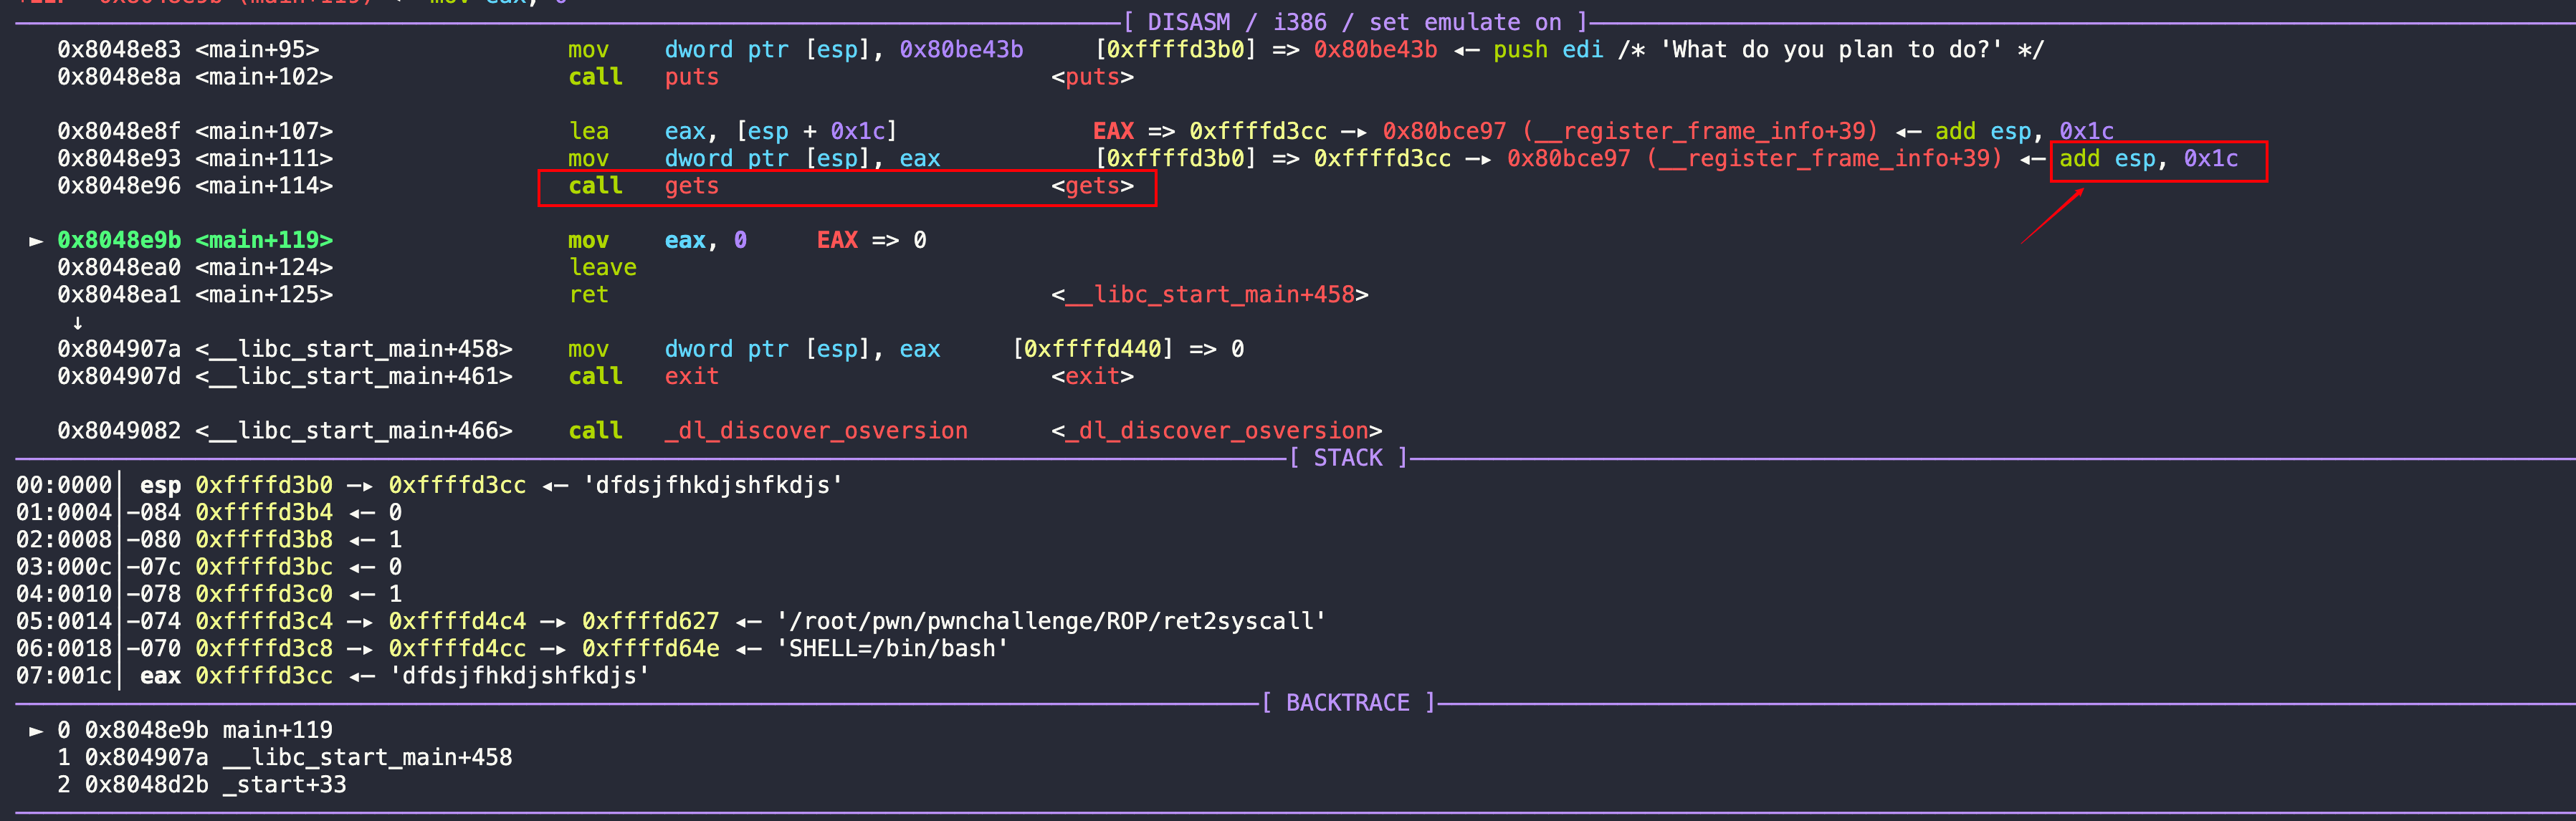 [ DISASM / i386 / set emulate on ]
0x8048e83 <main+95> mov dword ptr [esp], 0x80be43b [0xffffd3b0] => 0x80be43b ◂— push edi /* 'What do you plan to do?' */
0x8048e8a <main+102> call puts <puts>
0x8048e8f <main+107> lea eax, [esp + 0x1c] EAX => 0xffffd3cc —▸ 0x80bce97 (__register_frame_info+39) ◂— add esp, 0x1c
0x8048e93 <main+111> mov dword ptr [esp], eax [0xffffd3b0] => 0xffffd3cc —▸ 0x80bce97 (__register_frame_info+39) ◂— add esp, 0x1c
0x8048e96 <main+114> call gets <gets>
► 0x8048e9b <main+119> mov eax, 0 EAX => 0
0x8048ea0 <main+124> leave
0x8048ea1 <main+125> ret <__libc_start_main+458>
↓
0x804907a <__libc_start_main+458> mov dword ptr [esp], eax [0xffffd440] => 0
0x804907d <__libc_start_main+461> call exit <exit>
0x8049082 <__libc_start_main+466> call _dl_discover_osversion <_dl_discover_osversion>
[ STACK ]
00:0000│ esp 0xffffd3b0 —▸ 0xffffd3cc ◂— 'dfdsjfhkdjshfkdjs'
01:0004│-084 0xffffd3b4 ◂— 0
02:0008│-080 0xffffd3b8 ◂— 1
03:000c│-07c 0xffffd3bc ◂— 0
04:0010│-078 0xffffd3c0 ◂— 1
05:0014│-074 0xffffd3c4 —▸ 0xffffd4c4 —▸ 0xffffd627 ◂— '/root/pwn/pwnchallenge/ROP/ret2syscall'
06:0018│-070 0xffffd3c8 —▸ 0xffffd4cc —▸ 0xffffd64e ◂— 'SHELL=/bin/bash'
07:001c│ eax 0xffffd3cc ◂— 'dfdsjfhkdjshfkdjs'
[ BACKTRACE ]
► 0 0x8048e9b main+119
1 0x804907a __libc_start_main+458
2 0x8048d2b _start+33